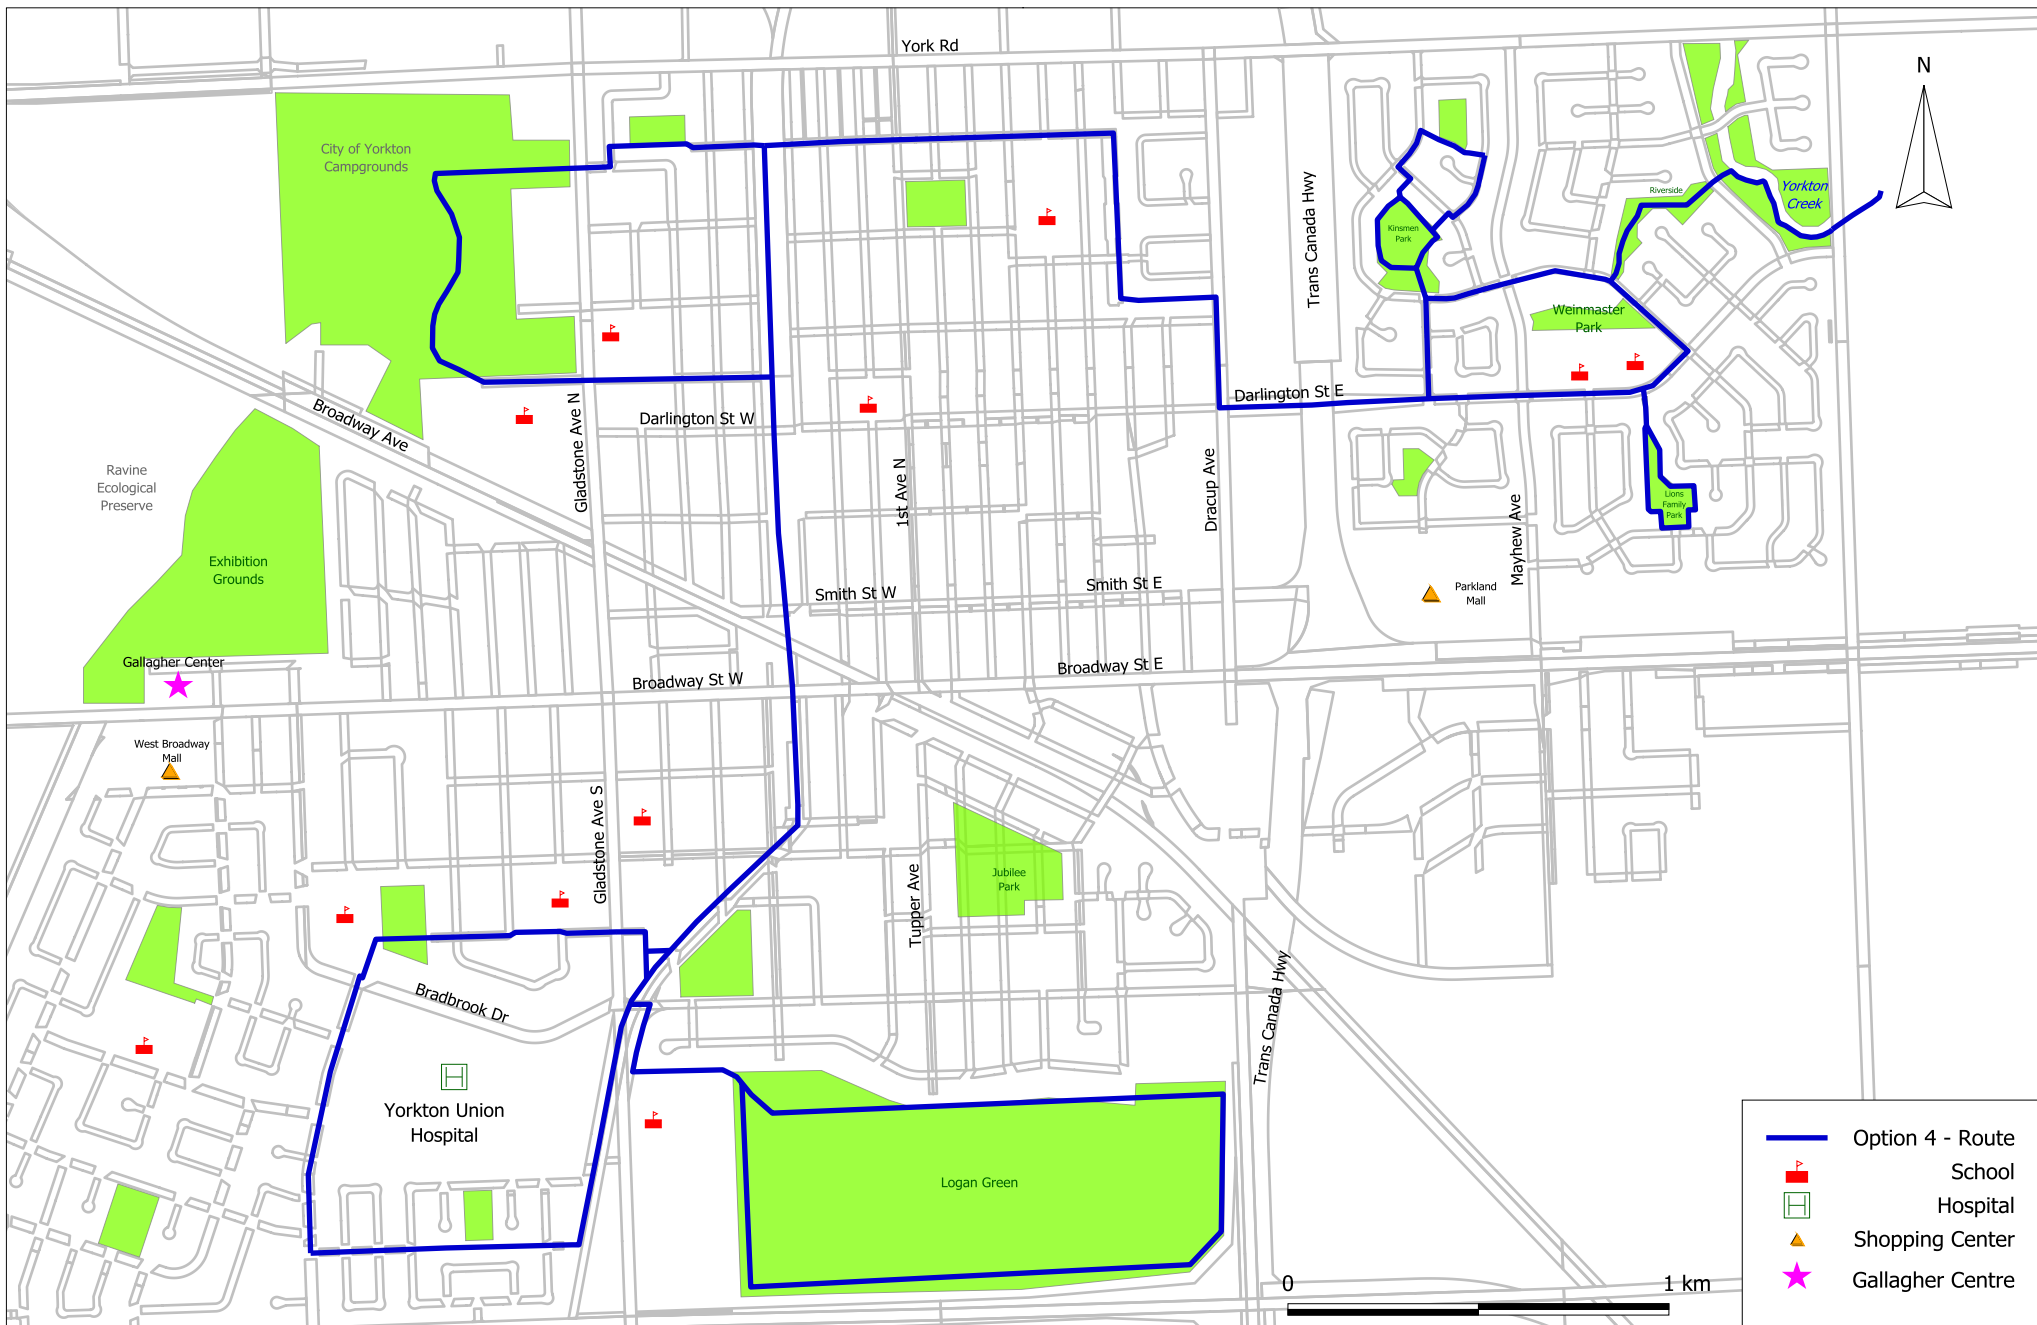 York Rd
N
City of Yorkton
Campgrounds
Trans Canada Hwy
Riverside
Yorkton
Creek
Kinsmen
Park
Weinmaster
Park
Broadway Ave
Gladstone Ave N
Darlington St W
Darlington St E
1st Ave N
Dracup Ave
Mayhew Ave
Ravine
Ecological
Preserve
Lions
Family
Park
Exhibition
Grounds
Smith St W
Smith St E
Parkland
Mall
Gallagher Center
Broadway St W
Broadway St E
West Broadway
Mall
Gladstone Ave S
Tupper Ave
Jubilee
Park
Bradbrook Dr
Trans Canada Hwy
Yorkton Union
Hospital
Logan Green
0
1 km
Option 4 - Route
School
Hospital
Shopping Center
Gallagher Centre